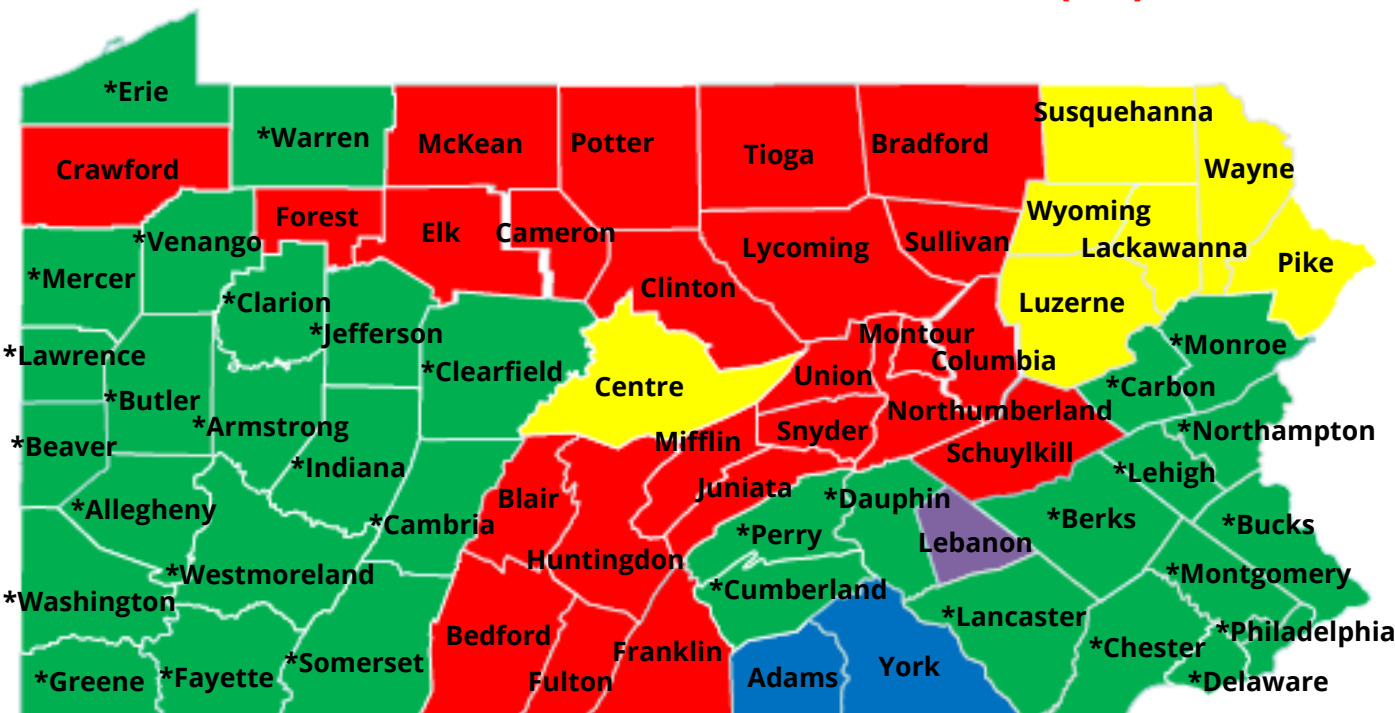 *Erie
*Warren
McKean
Potter
Tioga
Bradford
Susquehanna
Wayne
Crawford
Forest
Elk
Cameron
Lycoming
Sullivan
Wyoming
Lackawanna
Pike
*Venango
*Mercer
*Clarion
Clinton
Luzerne
*Jefferson
Montour
*Monroe
*Lawrence
*Clearfield
Centre
Union
Columbia
*Carbon
*Butler
*Armstrong
Northumberland
*Northampton
*Beaver
*Indiana
Mifflin
Snyder
Schuylkill
*Lehigh
*Allegheny
*Cambria
Blair
Juniata
*Dauphin
*Berks
*Bucks
*Perry
Lebanon
*Westmoreland
Huntingdon
*Montgomery
*Washington
*Cumberland
*Lancaster
*Philadelphia
Bedford
Franklin
*Chester
*Greene
*Fayette
*Somerset
Fulton
Adams
York
*Delaware